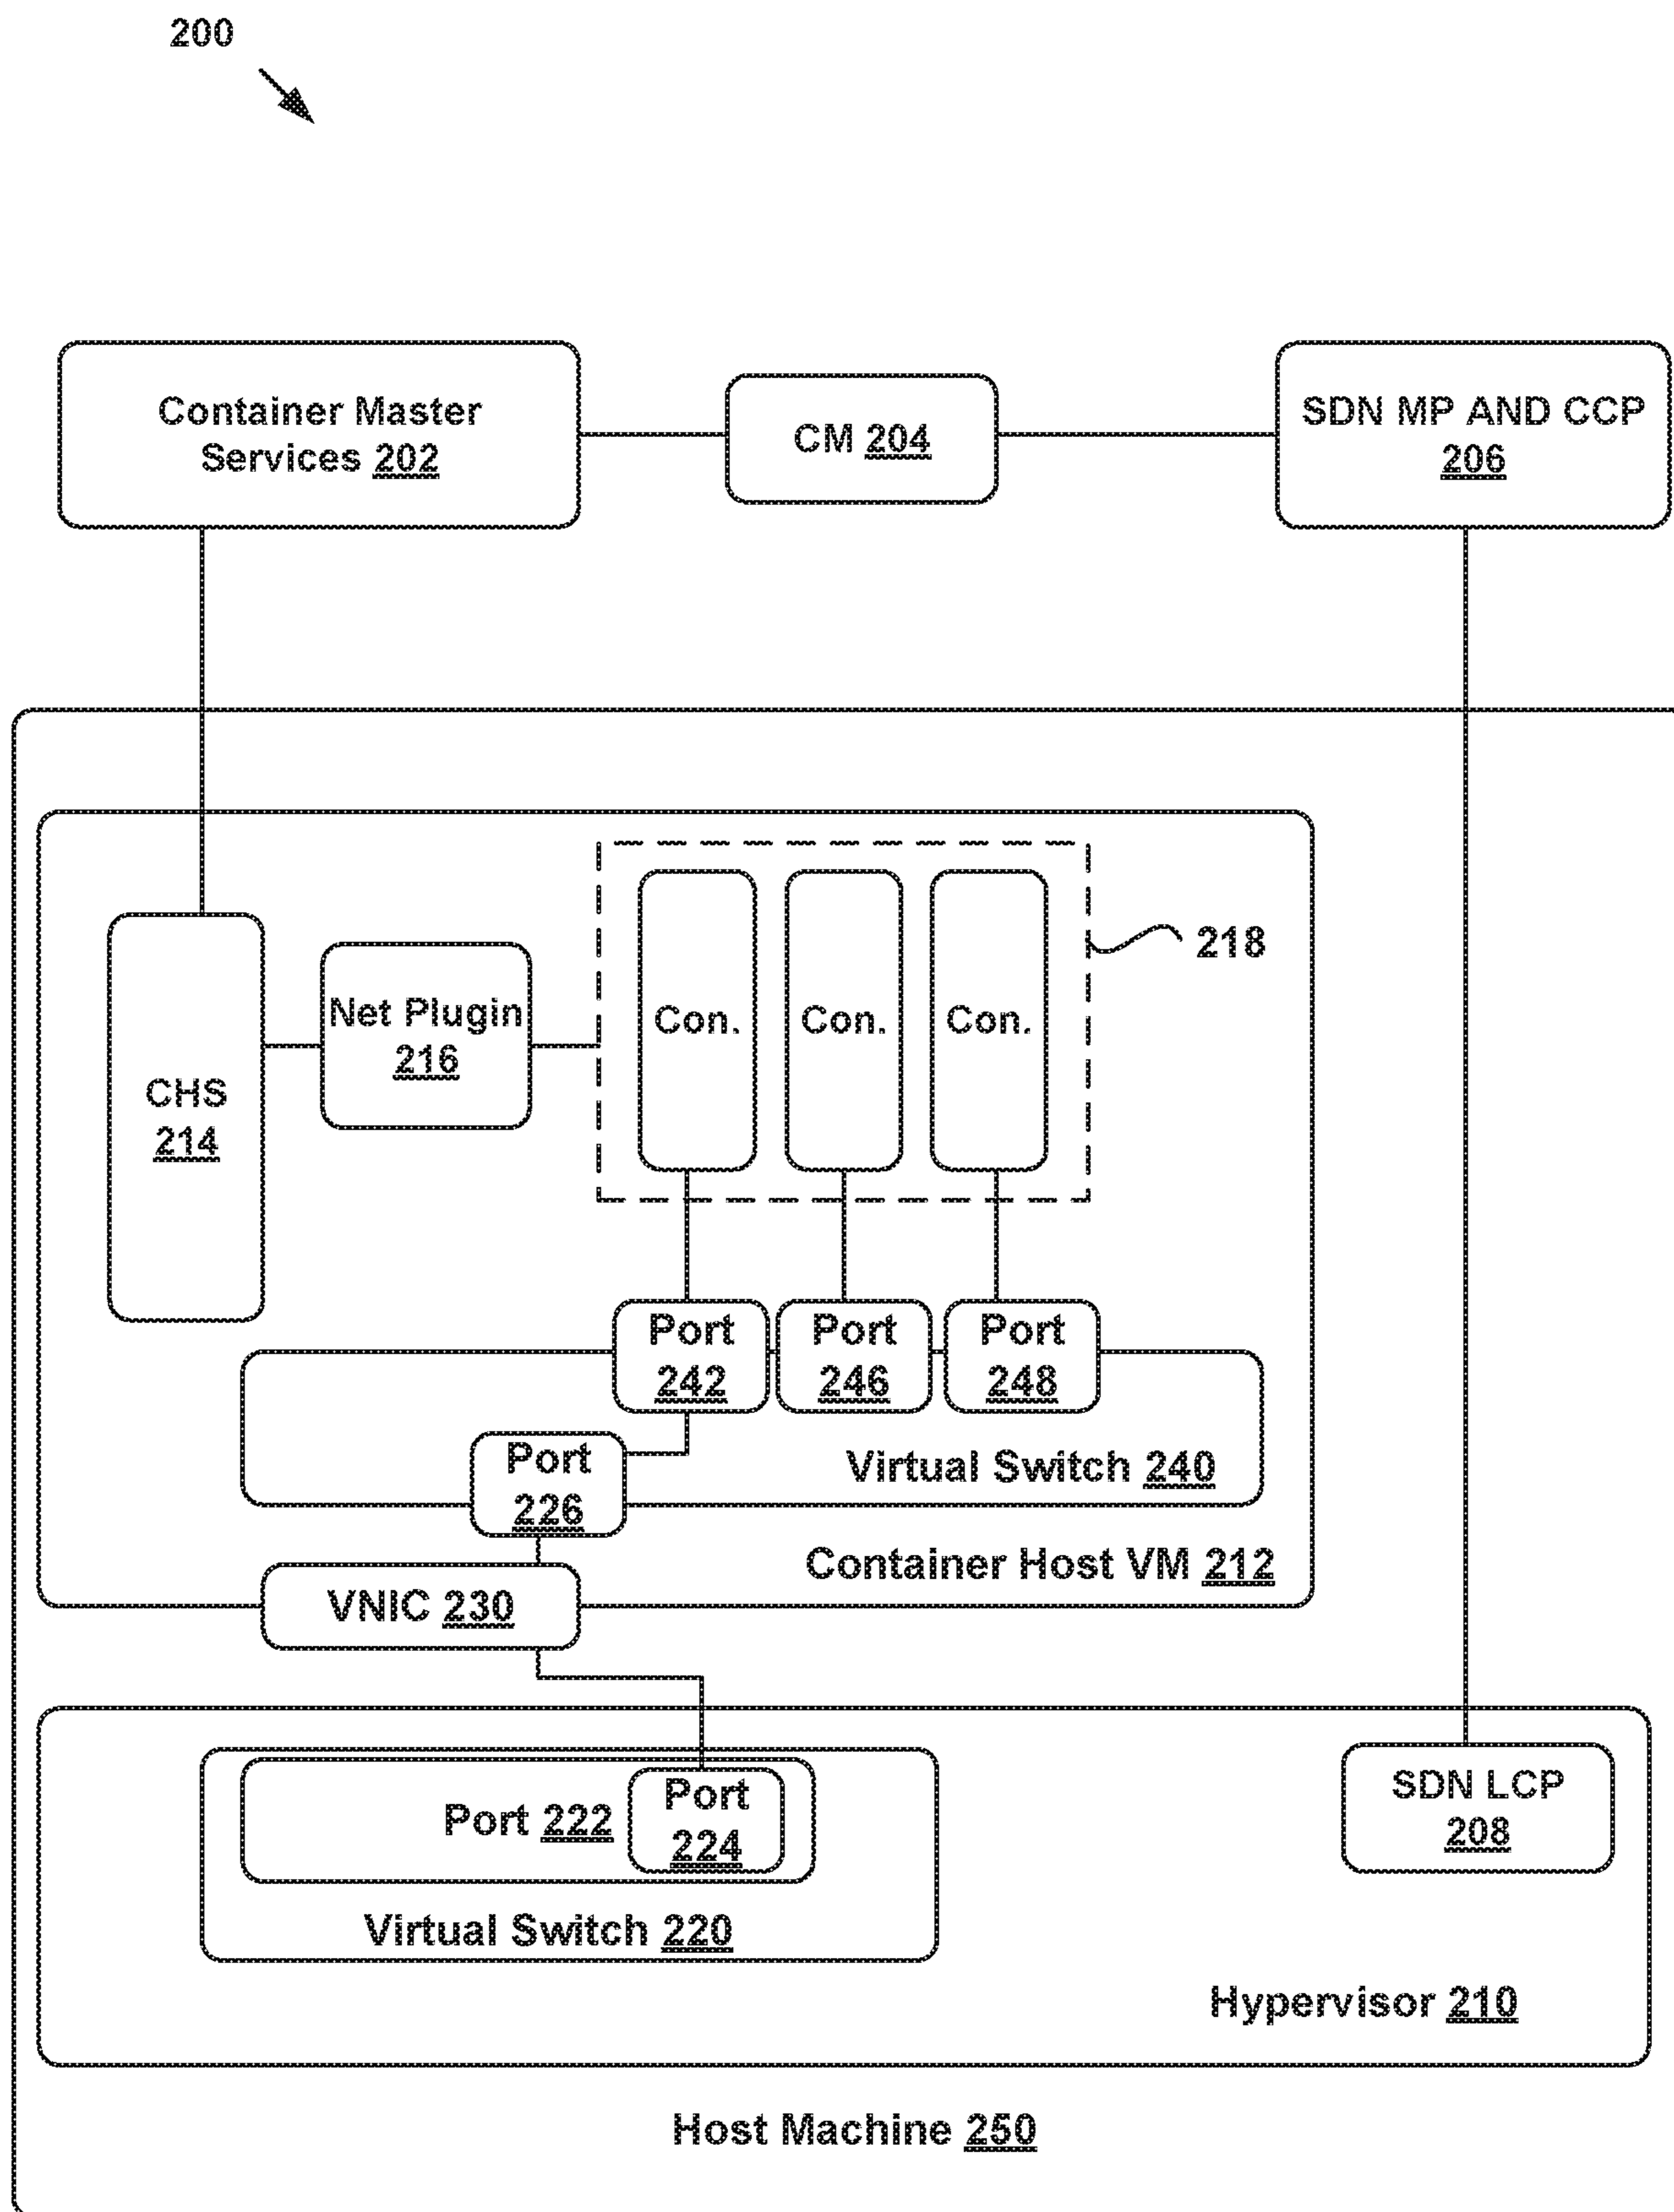 200
Container Master
Services 202
CM 204
SDN MP AND CCP
206
218
Con.
Con.
Con.
Net Plugin
216
CHS
214
Port
242
Port
246
Port
248
Port
226
Virtual Switch 240
Container Host VM 212
VNIC 230
Port 222
Port
224
SDN LCP
208
Virtual Switch 220
Hypervisor 210
Host Machine 250